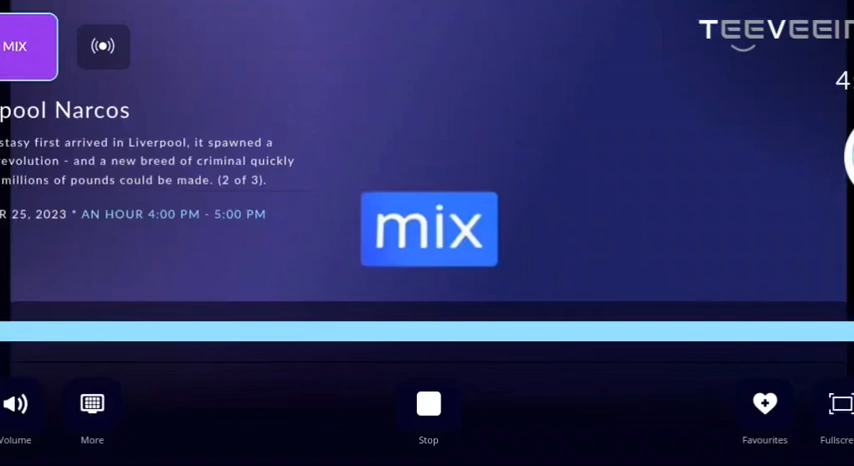 MIX
TEEVEEIN
4
pool Narcos
stasy first arrived in Liverpool, it spawned a
evolution - and a new breed of criminal quickly
millions of pounds could be made. (2 of 3).
R 25, 2023 * AN HOUR 4:00 PM - 5:00 PM
mix
Volume
More
Stop
Favourites
Fullscre